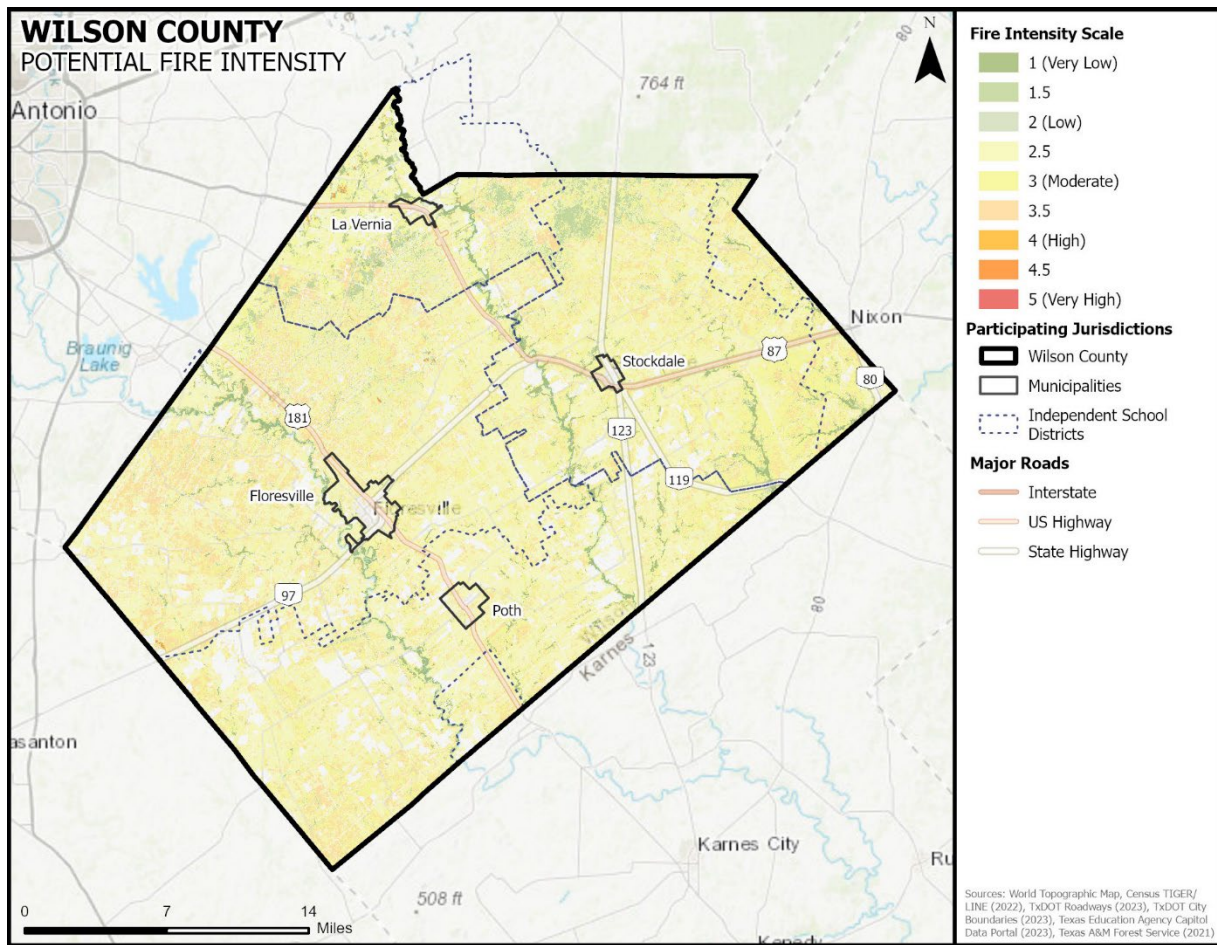 WILSON COUNTY
POTENTIAL FIRE INTENSITY
N
80
Antonio
764 ft
La Vernia
Braunig
Lake
Nixon
Stockdale
87
80
181
123
119
Floresville
Floresville
97
Poth
80
Karnes
123
asanton
Karnes City
Ru
508 ft
Kenedy
0
7
14
Miles
Fire Intensity Scale
1 (Very Low)
1.5
2 (Low)
2.5
3 (Moderate)
3.5
4 (High)
4.5
5 (Very High)
Participating Jurisdictions
Wilson County
Municipalities
Independent School
Districts
Major Roads
Interstate
US Highway
State Highway
Sources: World Topographic Map, Census TIGER/
LINE (2022), TxDOT Roadways (2023), TxDOT City
Boundaries (2023), Texas Education Agency Capitol
Data Portal (2023), Texas A&M Forest Service (2021)